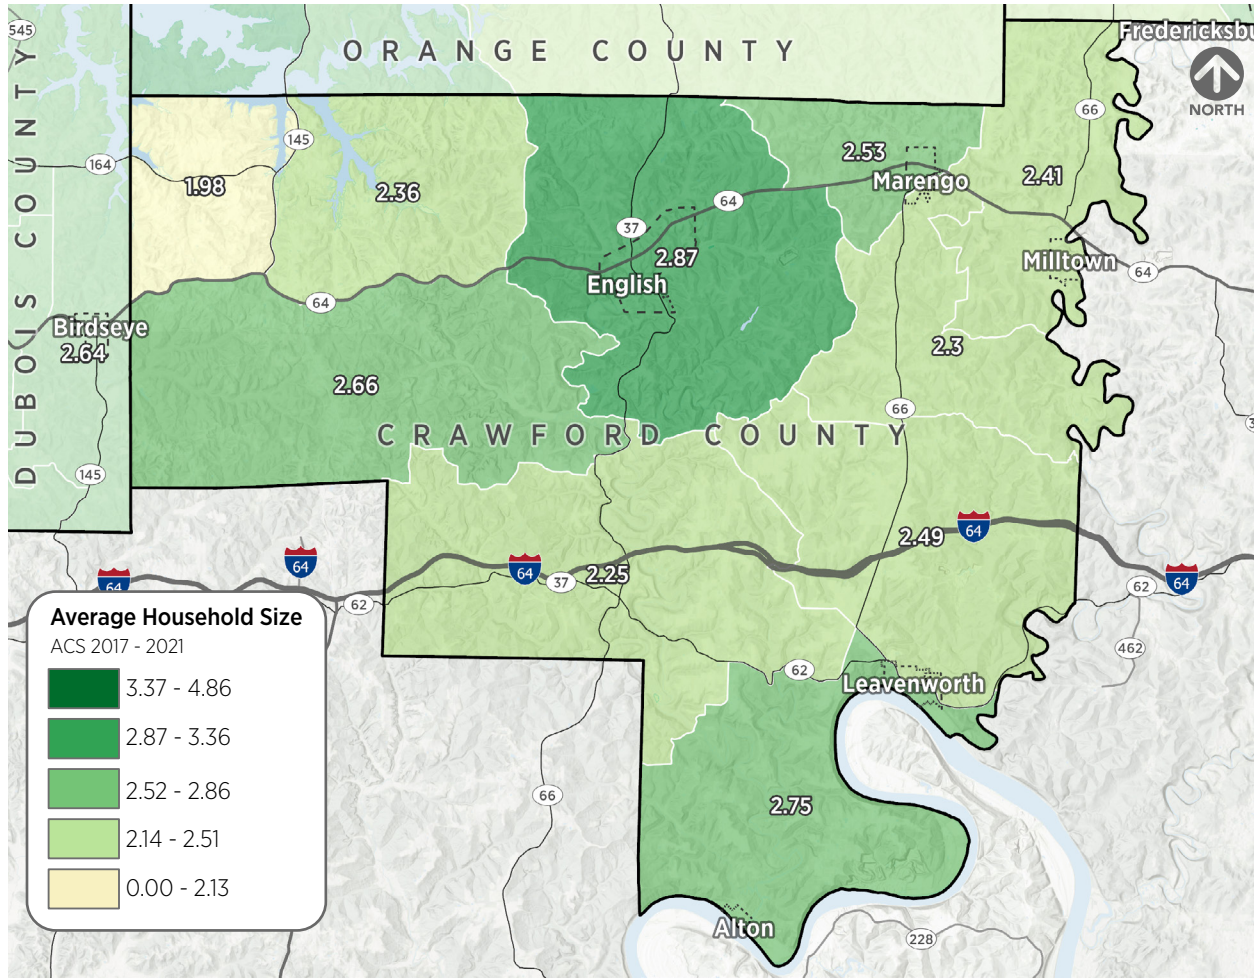 545
Fredericksbu
ORANGE COUNTY
NORTH
66
145
164
2.53
Marengo
1.98
2.36
2.41
64
37
2.87
English
Milltown
64
DUBOIS COUNTY
64
Birdseye
2.64
2.3
2.66
66
CRAWFORD COUNTY
145
64
2.49
64
64
64
37
2.25
64
62
62
462
62
Leavenworth
66
2.75
Alton
228
Average Household Size
ACS 2017 - 2021
3.37 - 4.86
2.87 - 3.36
2.52 - 2.86
2.14 - 2.51
0.00 - 2.13